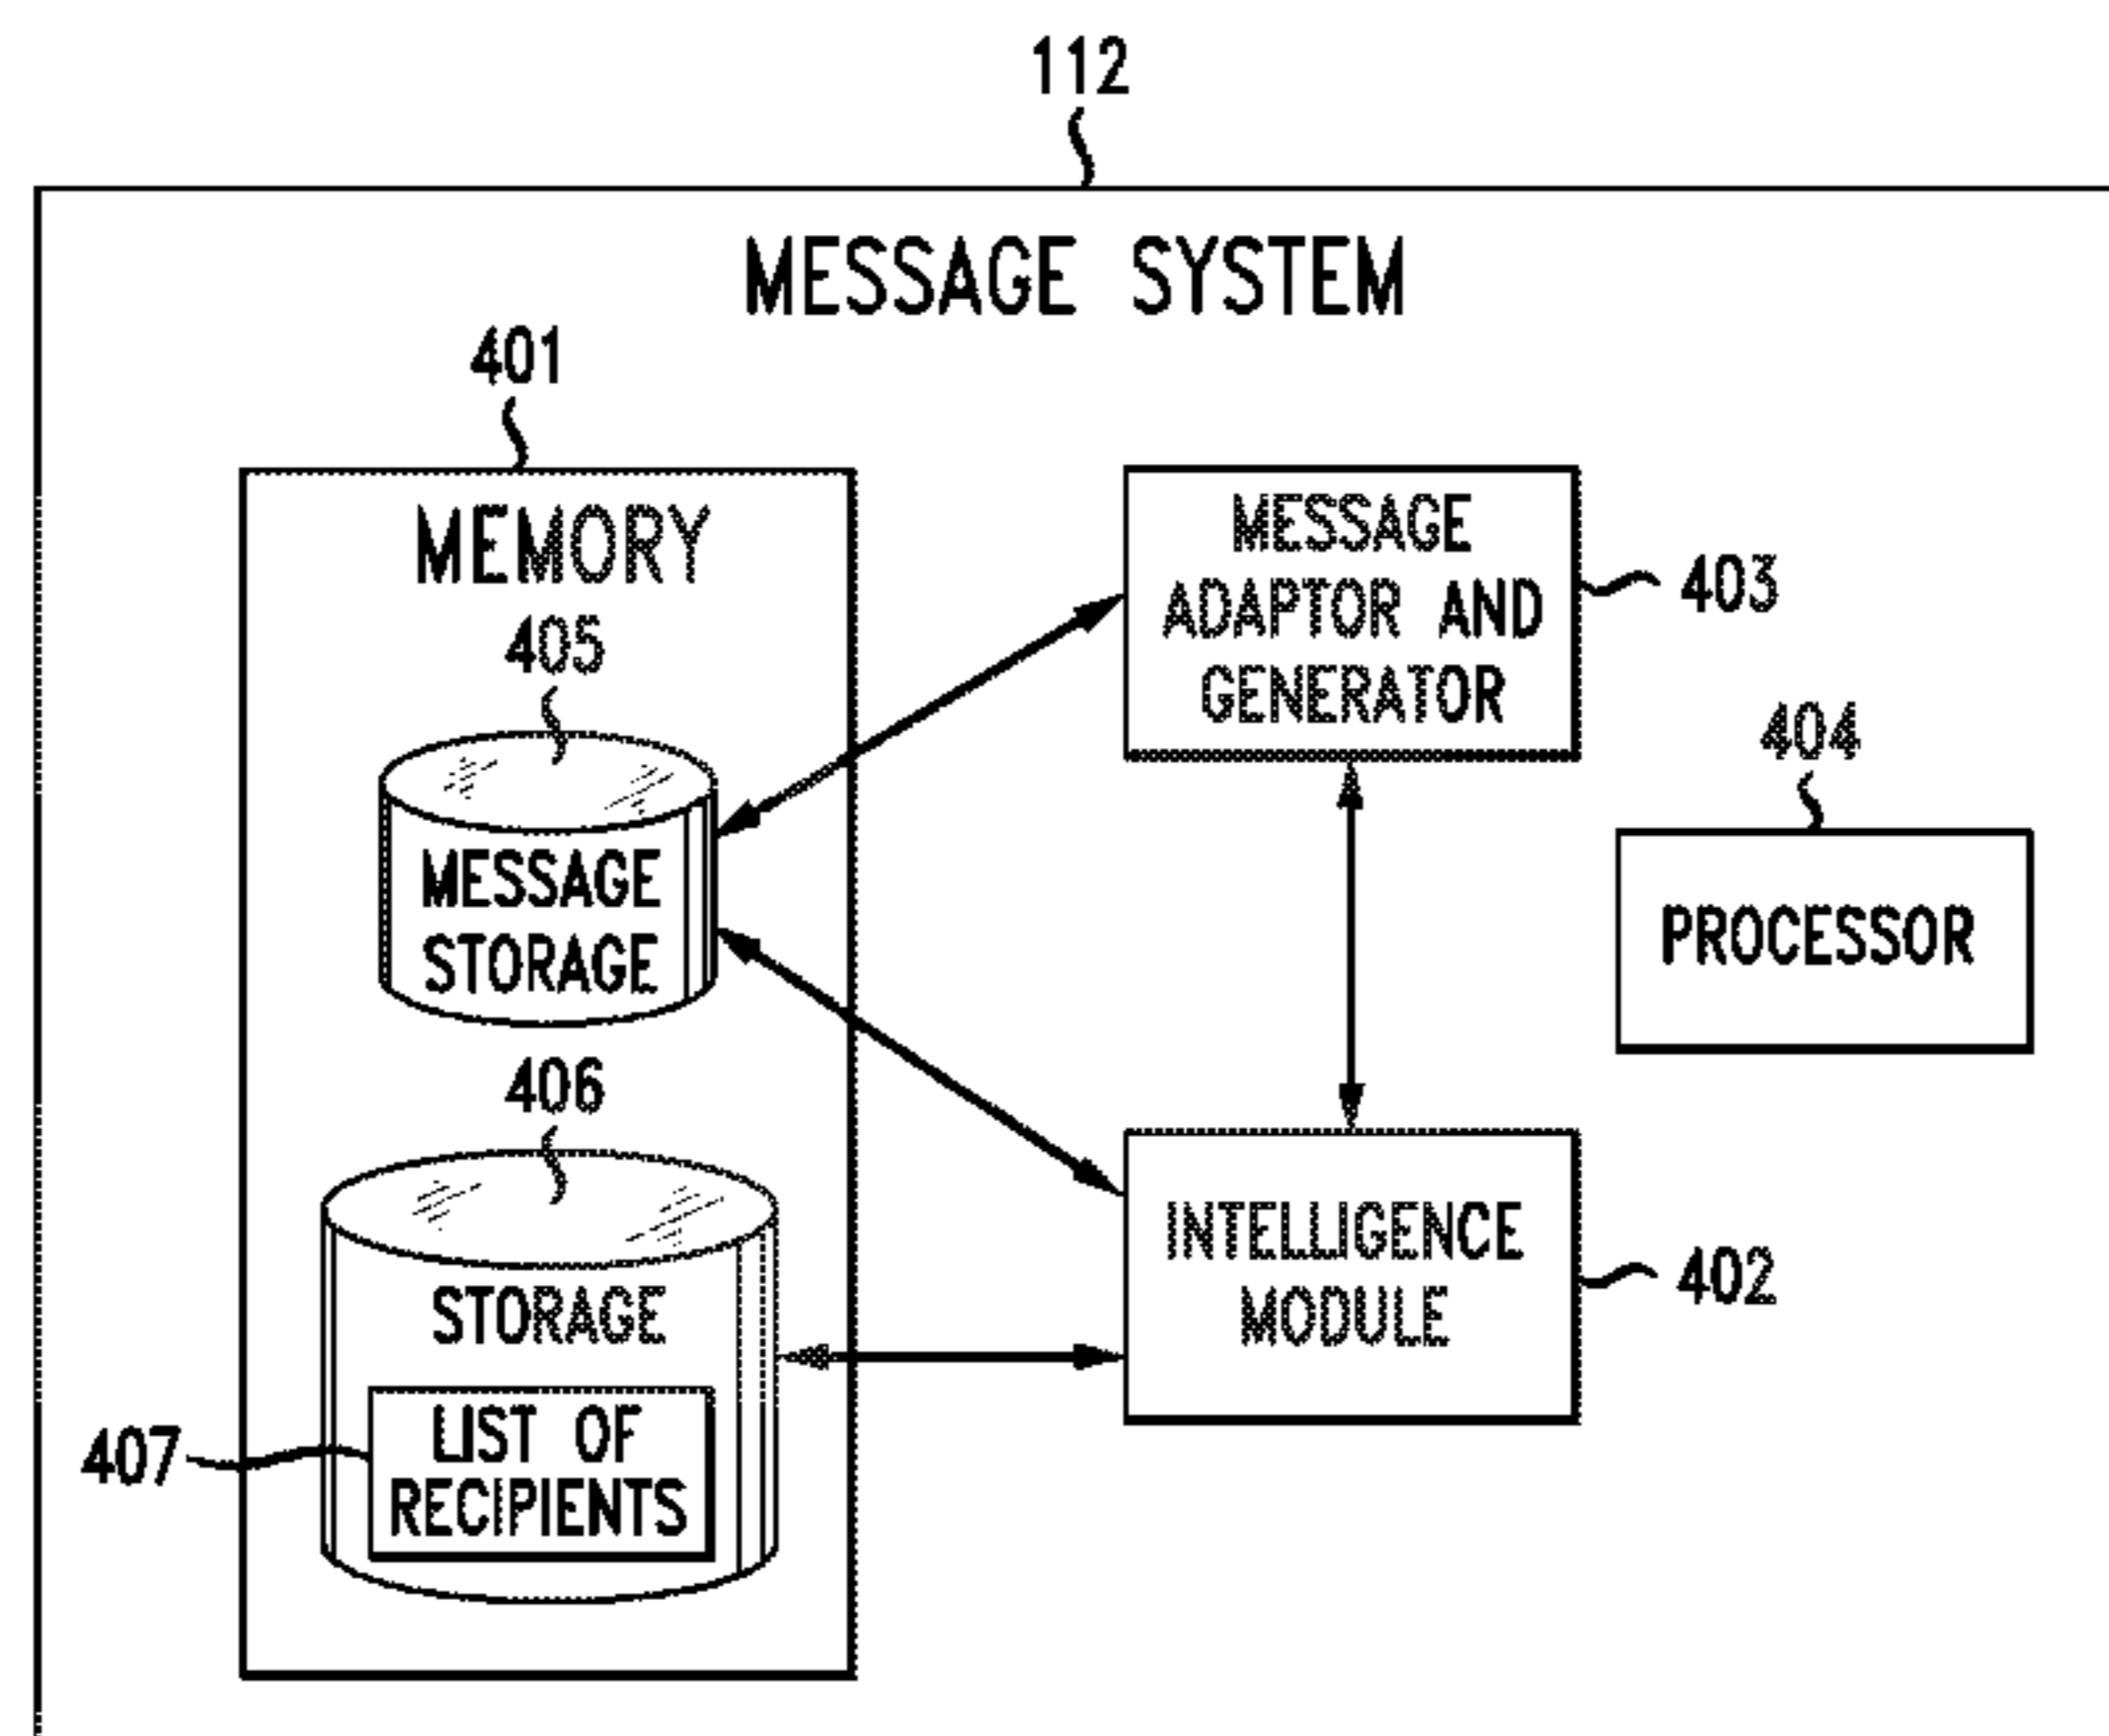 112
MESSAGE SYSTEM
401
MEMORY
405
MESSAGE
STORAGE
406
STORAGE
407
LIST OF
RECIPIENTS
MESSAGE
ADAPTOR AND
GENERATOR
403
404
PROCESSOR
INTELLIGENCE
MODULE
402